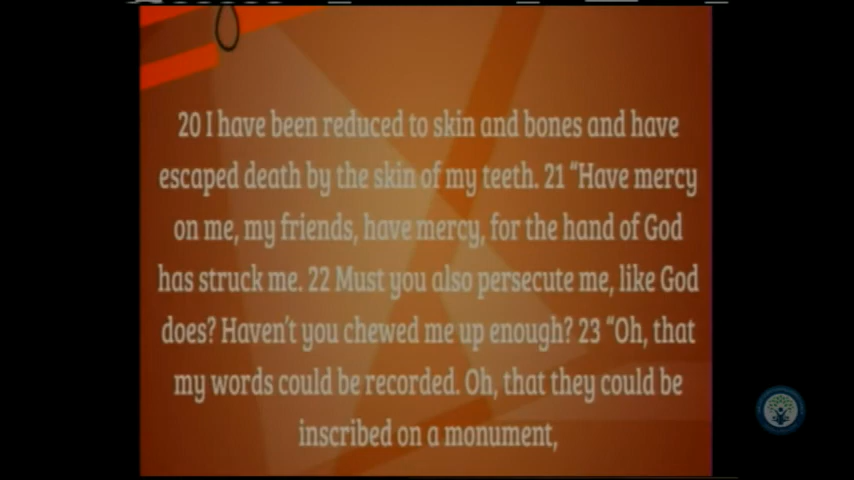 20 I have been reduced to skin and bones and have
escaped death by the skin of my teeth. 21 “Have mercy
on me, my friends, have mercy, for the hand of God
has struck me. 22 Must you also persecute me, like God
does? Haven’t you chewed me up enough? 23 “Oh, that
my words could be recorded. Oh, that they could be
inscribed on a monument,